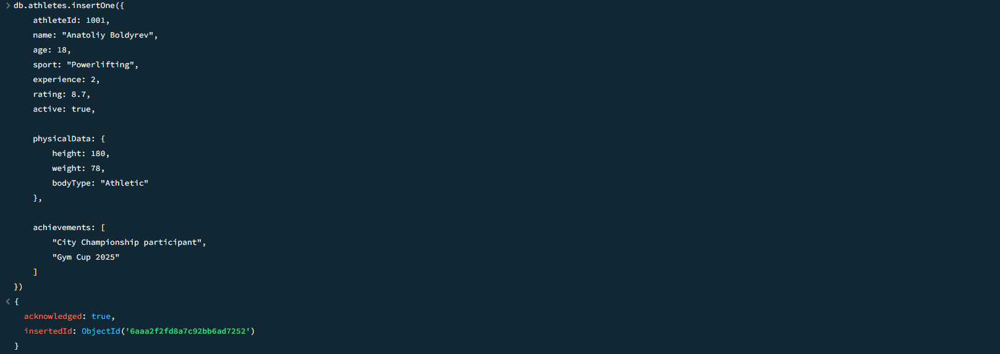 > db.athletes.insertOne({
athleteId: 1001,
name: "Anatoliy Boldyrev",
age: 18,
sport: "Powerlifting",
experience: 2,
rating: 8.7,
active: true,
physicalData: {
height: 180,
weight: 78,
bodyType: "Athletic"
},
achievements: [
"City Championship participant",
"Gym Cup 2025"
]
})
< {
acknowledged: true,
insertedId: ObjectId('6aaa2f2fd8a7c92bb6ad7252')
}